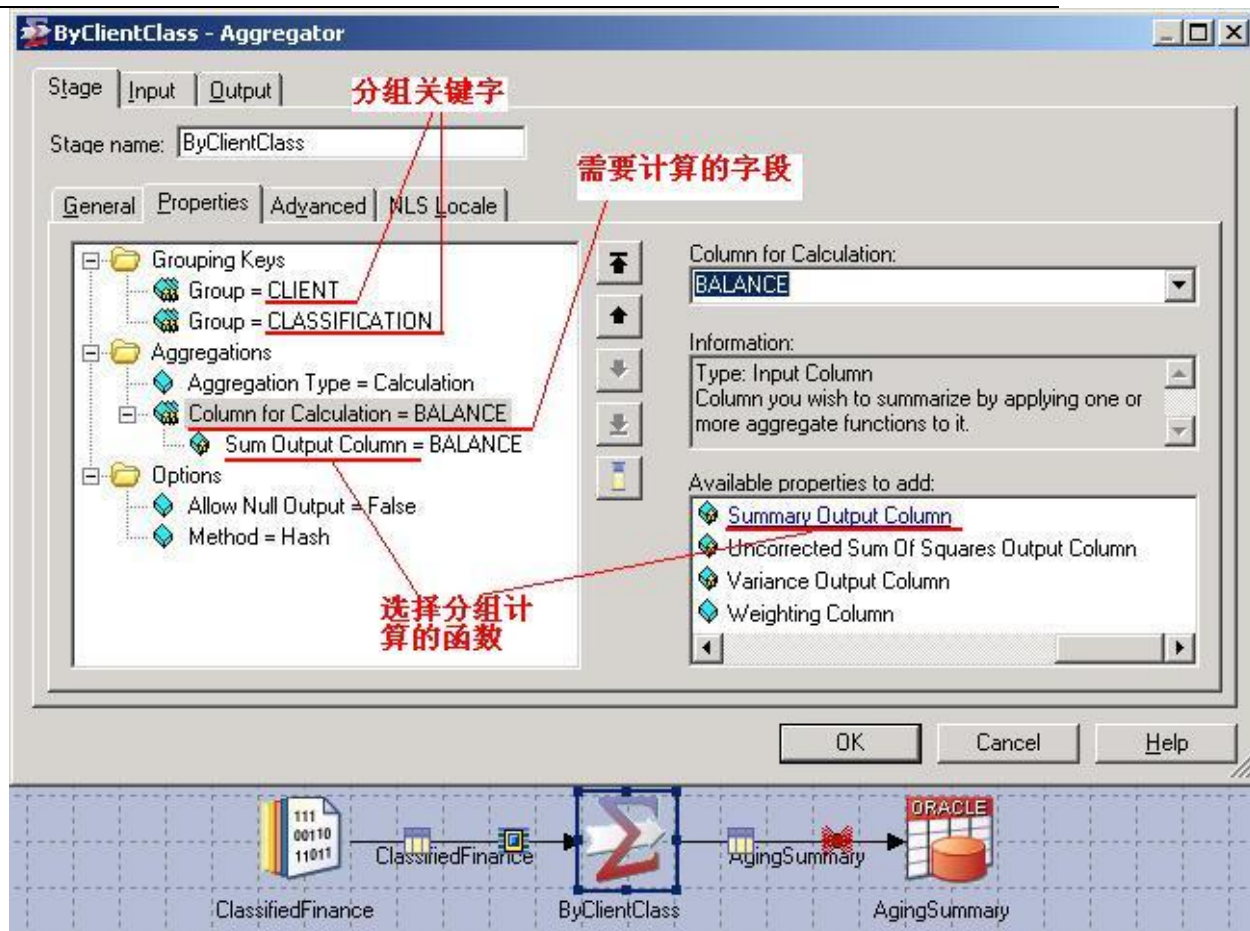 ByClientClass - Aggregator
Stage Input Output
分组关键字
Stage name: ByClientClass
需要计算的字段
General Properties Advanced NLS Locale
Grouping Keys
Group = CLIENT
Group = CLASSIFICATION
Aggregations
Aggregation Type = Calculation
Column for Calculation = BALANCE
Sum Output Column = BALANCE
Options
Allow Null Output = False
Method = Hash
选择分组计
算的函数
Column for Calculation:
BALANCE
Information:
Type: Input Column
Column you wish to summarize by applying one or
more aggregate functions to it.
Available properties to add:
Summary Output Column
Uncorrected Sum Of Squares Output Column
Variance Output Column
Weighting Column
OK Cancel Help
111
00110
11011
ORACLE
ClassifiedFinance
AgingSummary
ClassifiedFinance
ByClientClass
AgingSummary